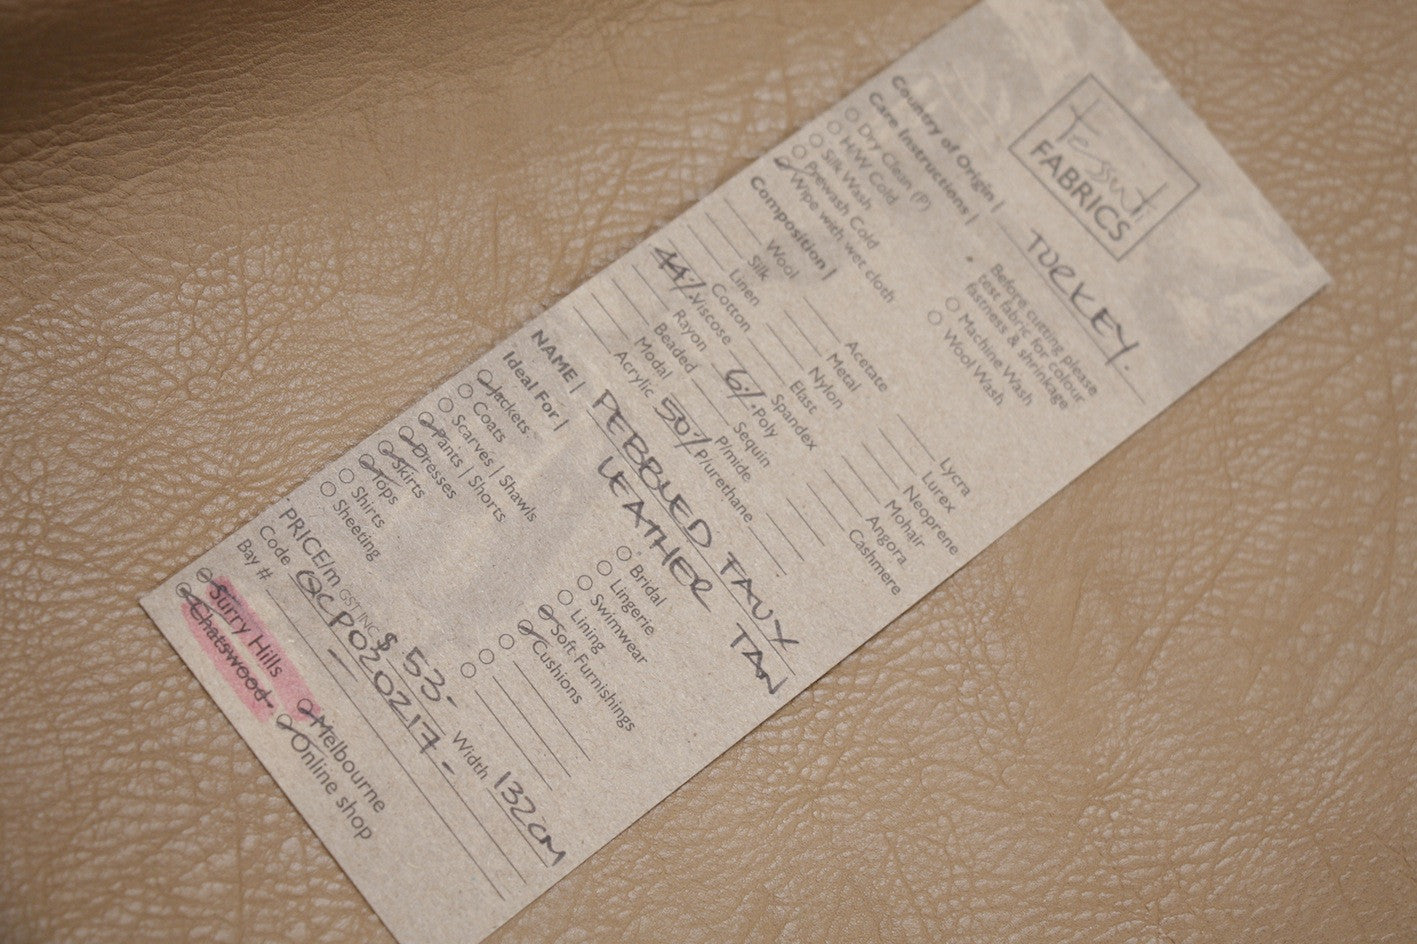 Tessuti
FABRICS
Country of Origin | TURKEY.
Care Instructions |
Dry Clean (P)
H/W Cold
Silk Wash
Prewash Cold
Wipe with wet cloth
Before cutting please
test fabric for colour
fastness & shrinkage
Machine Wash
Wool Wash
Composition |
Wool
Silk
Linen
Cotton
44% Viscose
Rayon
Beaded
Modal
Acrylic
Acetate
Metal
Nylon
Elast
Spandex
6% Poly
Sequin
P/mide
50% P/urethane
Lycra
Lurex
Neoprene
Mohair
Angora
Cashmere
NAME | PEBBLED TAUY TAN
LEATHER
Ideal For |
Jackets
Coats
Scarves | Shawls
Pants | Shorts
Dresses
Skirts
Tops
Shirts
Sheeting
Bridal
Lingerie
Swimwear
Lining
Soft Furnishings
Cushions
PRICE/m GST INC $53- Width 132CM
Code QCP020217-
Bay #
Surry Hills
Chatswood
Melbourne
Online shop